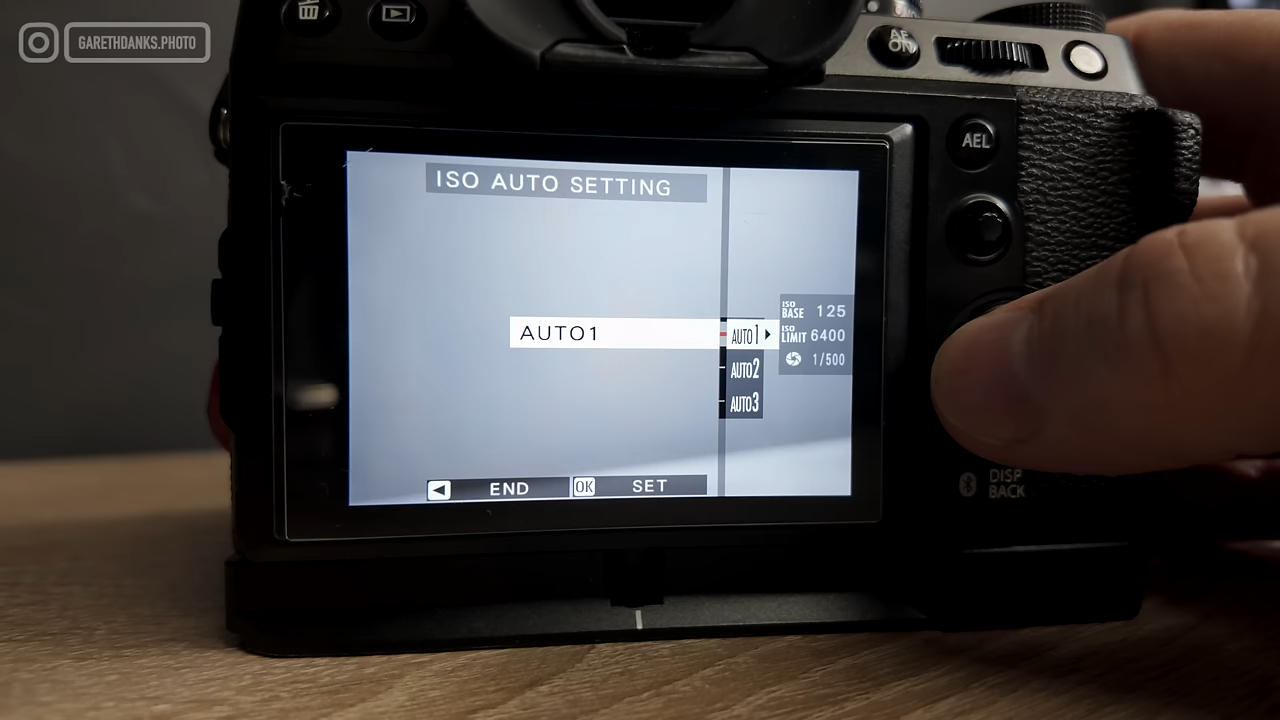 GARETHDANKS.PHOTO
AF
ON
AEL
ISO AUTO SETTING
AUTO1
AUTO1
AUTO2
AUTO3
ISO BASE 125
ISO LIMIT 6400
1/500
END
OK SET
DISP
BACK